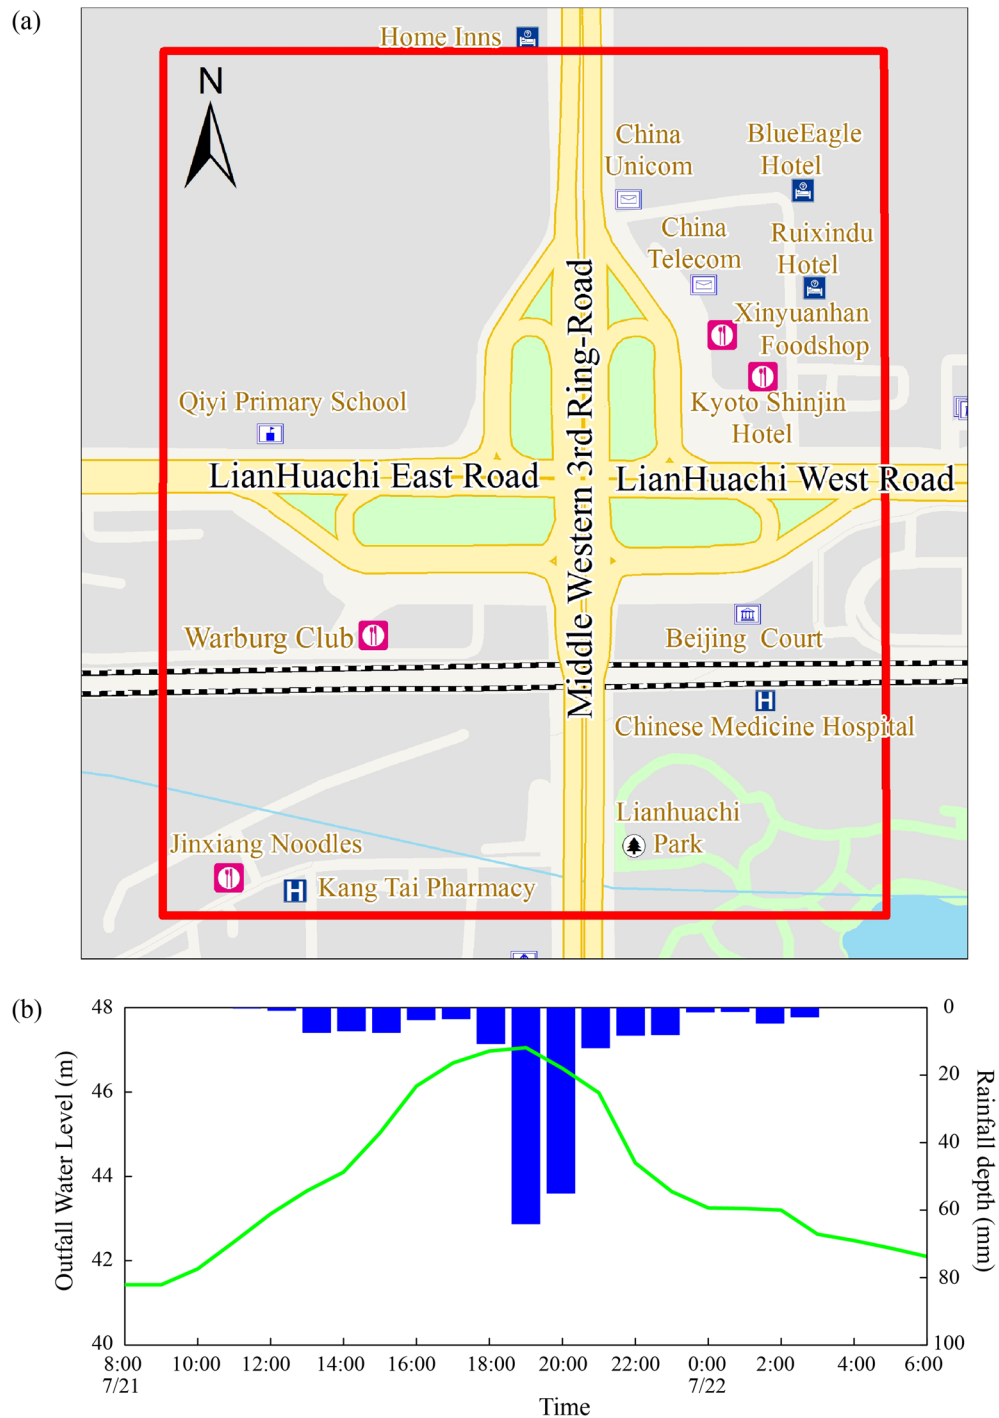 (a)
Home Inns
N
China
Unicom
BlueEagle
Hotel
China
Telecom
Ruixindu
Hotel
Xinyuanhan
Foodshop
Kyoto Shinjin
Hotel
Qiyi Primary School
LianHuachi East Road
LianHuachi West Road
Middle Western 3rd Ring-Road
Warburg Club
Beijing Court
H
Chinese Medicine Hospital
Lianhuachi
Park
Jinxiang Noodles
H
Kang Tai Pharmacy
(b)
48
46
44
42
40
Outfall Water Level (m)
0
20
40
60
80
100
Rainfall depth (mm)
8:00 10:00 12:00 14:00 16:00 18:00 20:00 22:00 0:00 2:00 4:00 6:00
7/21 7/22
Time